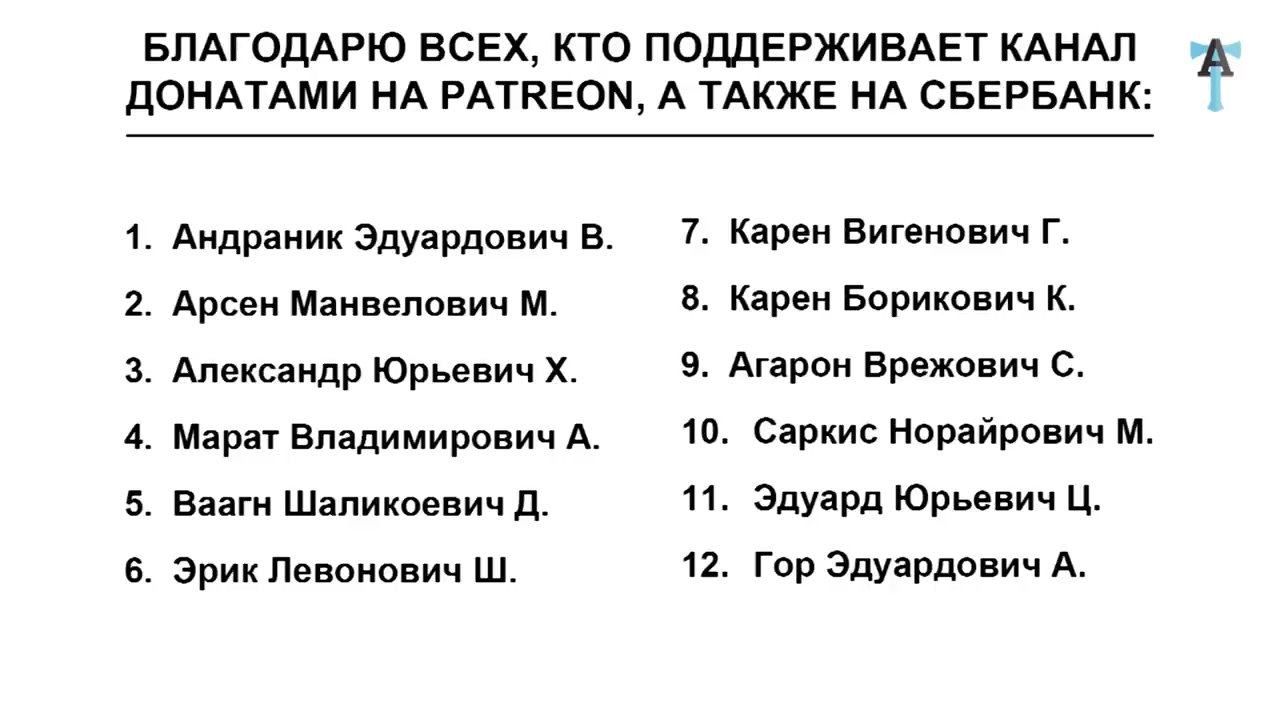 БЛАГОДАРЮ ВСЕХ, КТО ПОДДЕРЖИВАЕТ КАНАЛ
ДОНАТАМИ НА PATREON, А ТАКЖЕ НА СБЕРБАНК:
1. Андраник Эдуардович В.
2. Арсен Манвелович М.
3. Александр Юрьевич Х.
4. Марат Владимирович А.
5. Ваагн Шаликоевич Д.
6. Эрик Левонович Ш.
7. Карен Вигенович Г.
8. Карен Борикович К.
9. Агарон Врежович С.
10. Саркис Норайрович М.
11. Эдуард Юрьевич Ц.
12. Гор Эдуардович А.